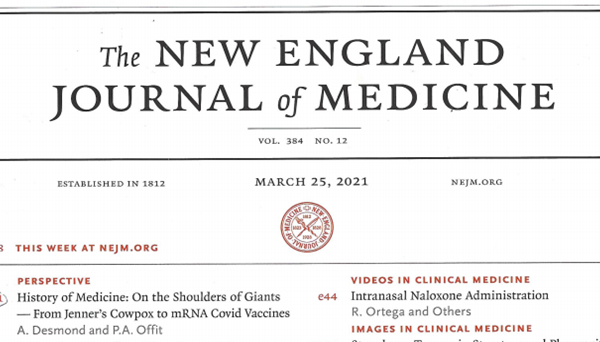 The NEW ENGLAND
JOURNAL of MEDICINE
VOL. 384 NO. 12
ESTABLISHED IN 1812
MARCH 25, 2021
NEJM.ORG
THIS WEEK AT NEJM.ORG
PERSPECTIVE
History of Medicine: On the Shoulders of Giants
— From Jenner's Cowpox to mRNA Covid Vaccines
A. Desmond and P.A. Offit
VIDEOS IN CLINICAL MEDICINE
e44 Intranasal Naloxone Administration
R. Ortega and Others
IMAGES IN CLINICAL MEDICINE